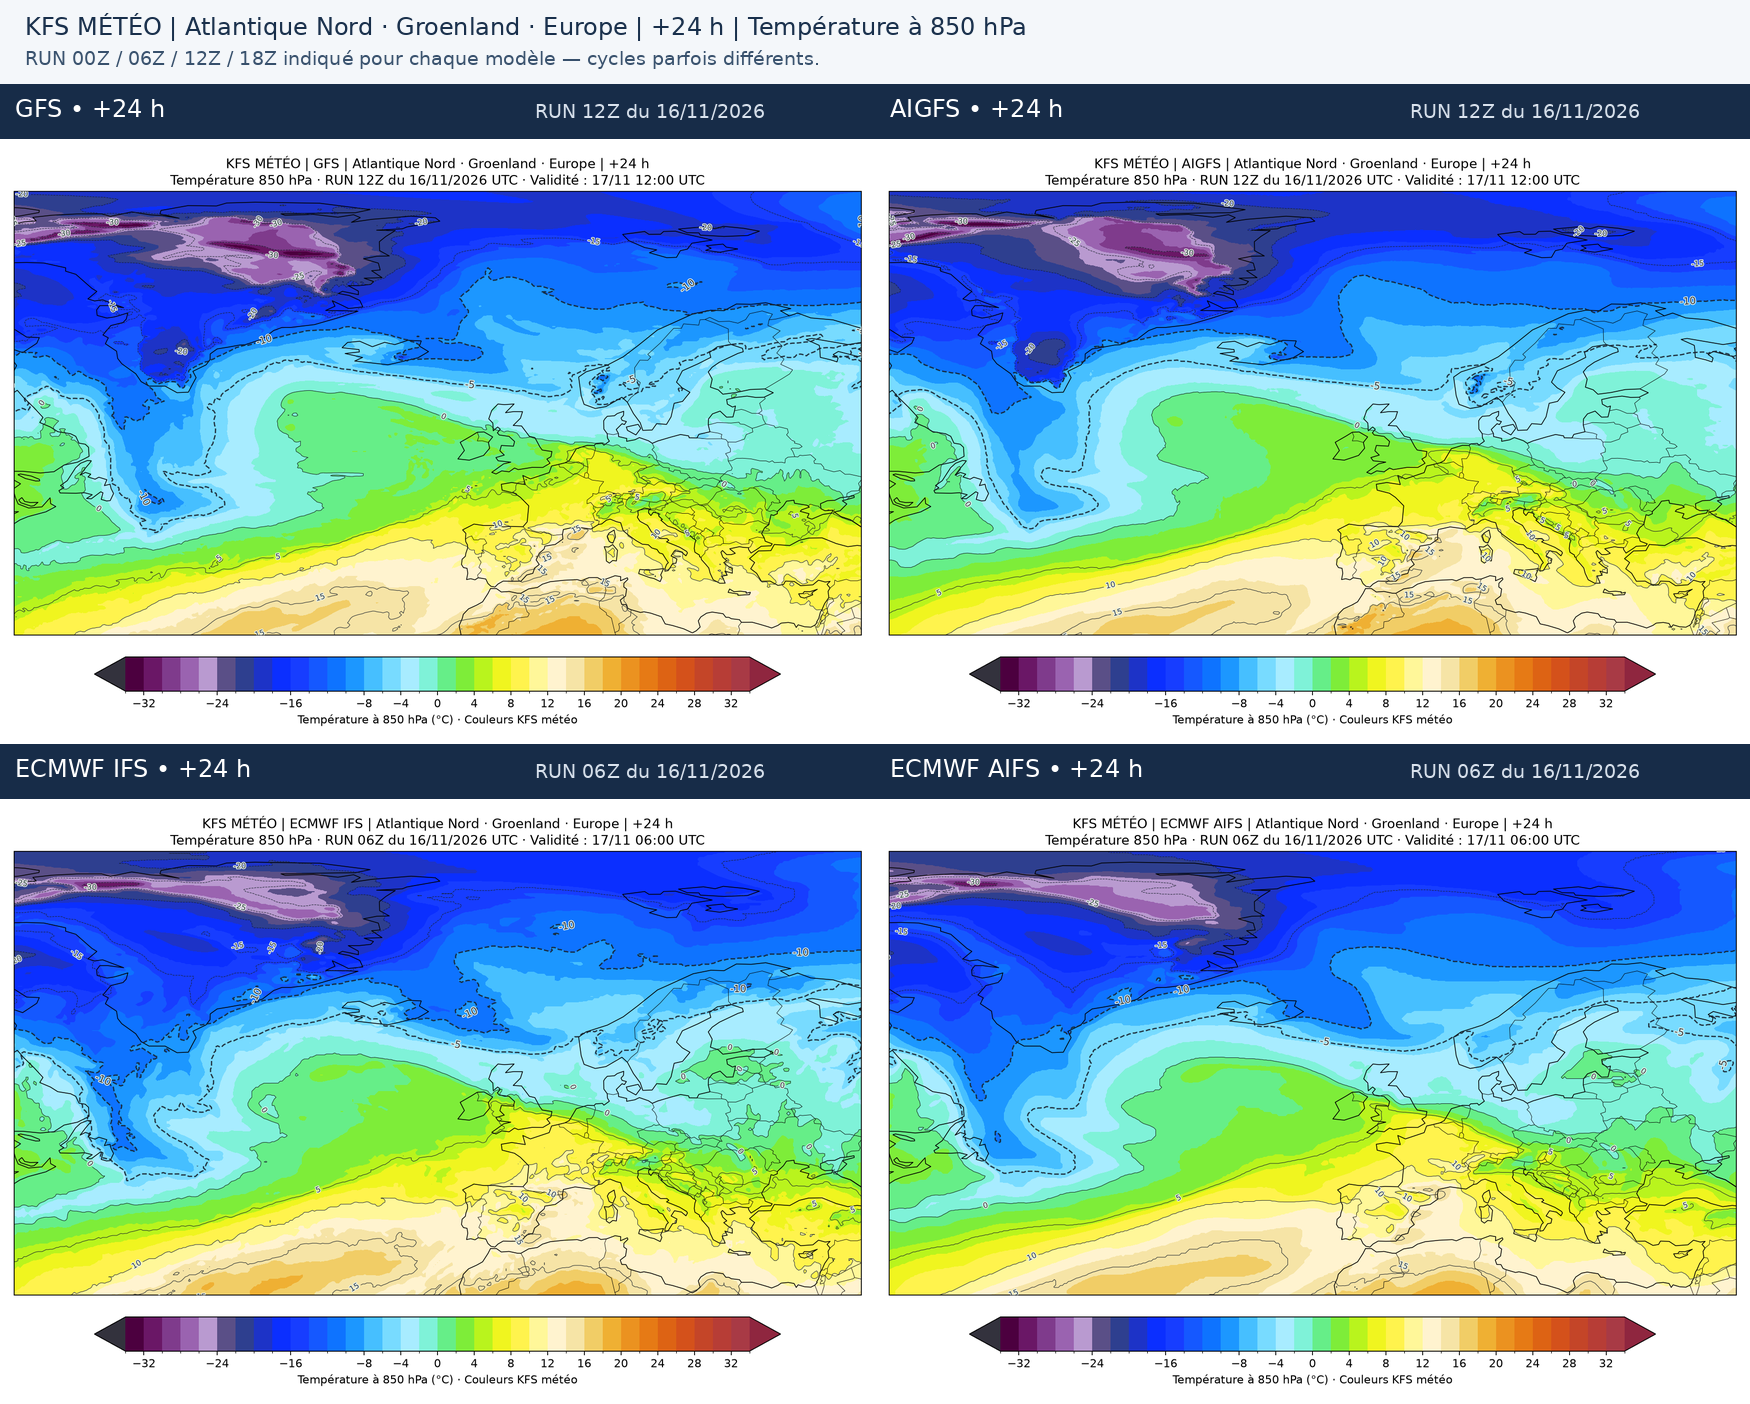 KFS MÉTÉO | Atlantique Nord · Groenland · Europe | +24 h | Température à 850 hPa
RUN 00Z / 06Z / 12Z / 18Z indiqué pour chaque modèle — cycles parfois différents.
GFS • +24 h
RUN 12Z du 16/11/2026
AIGFS • +24 h
RUN 12Z du 16/11/2026
KFS MÉTÉO | GFS | Atlantique Nord · Groenland · Europe | +24 h
Température 850 hPa · RUN 12Z du 16/11/2026 UTC · Validité : 17/11 12:00 UTC
KFS MÉTÉO | AIGFS | Atlantique Nord · Groenland · Europe | +24 h
Température 850 hPa · RUN 12Z du 16/11/2026 UTC · Validité : 17/11 12:00 UTC
−32 −24 −16 −8 −4 0 4 8 12 16 20 24 28 32
Température à 850 hPa (°C) · Couleurs KFS météo
−32 −24 −16 −8 −4 0 4 8 12 16 20 24 28 32
Température à 850 hPa (°C) · Couleurs KFS météo
ECMWF IFS • +24 h
RUN 06Z du 16/11/2026
ECMWF AIFS • +24 h
RUN 06Z du 16/11/2026
KFS MÉTÉO | ECMWF IFS | Atlantique Nord · Groenland · Europe | +24 h
Température 850 hPa · RUN 06Z du 16/11/2026 UTC · Validité : 17/11 06:00 UTC
KFS MÉTÉO | ECMWF AIFS | Atlantique Nord · Groenland · Europe | +24 h
Température 850 hPa · RUN 06Z du 16/11/2026 UTC · Validité : 17/11 06:00 UTC
−32 −24 −16 −8 −4 0 4 8 12 16 20 24 28 32
Température à 850 hPa (°C) · Couleurs KFS météo
−32 −24 −16 −8 −4 0 4 8 12 16 20 24 28 32
Température à 850 hPa (°C) · Couleurs KFS météo